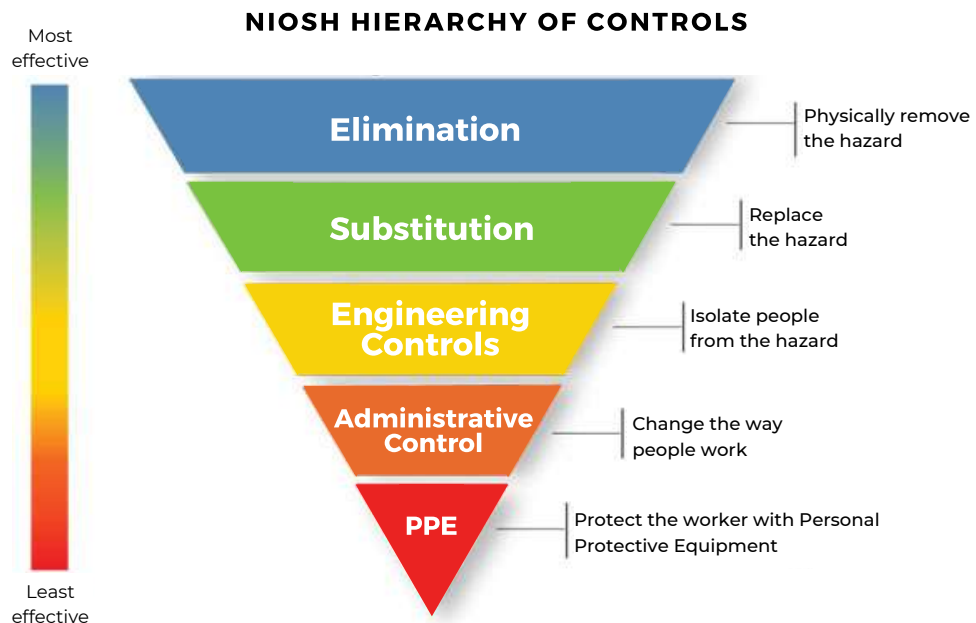 NIOSH HIERARCHY OF CONTROLS
Most
effective
Elimination
Physically remove
the hazard
Substitution
Replace
the hazard
Engineering
Controls
Isolate people
from the hazard
Administrative
Control
Change the way
people work
PPE
Protect the worker with Personal
Protective Equipment
Least
effective